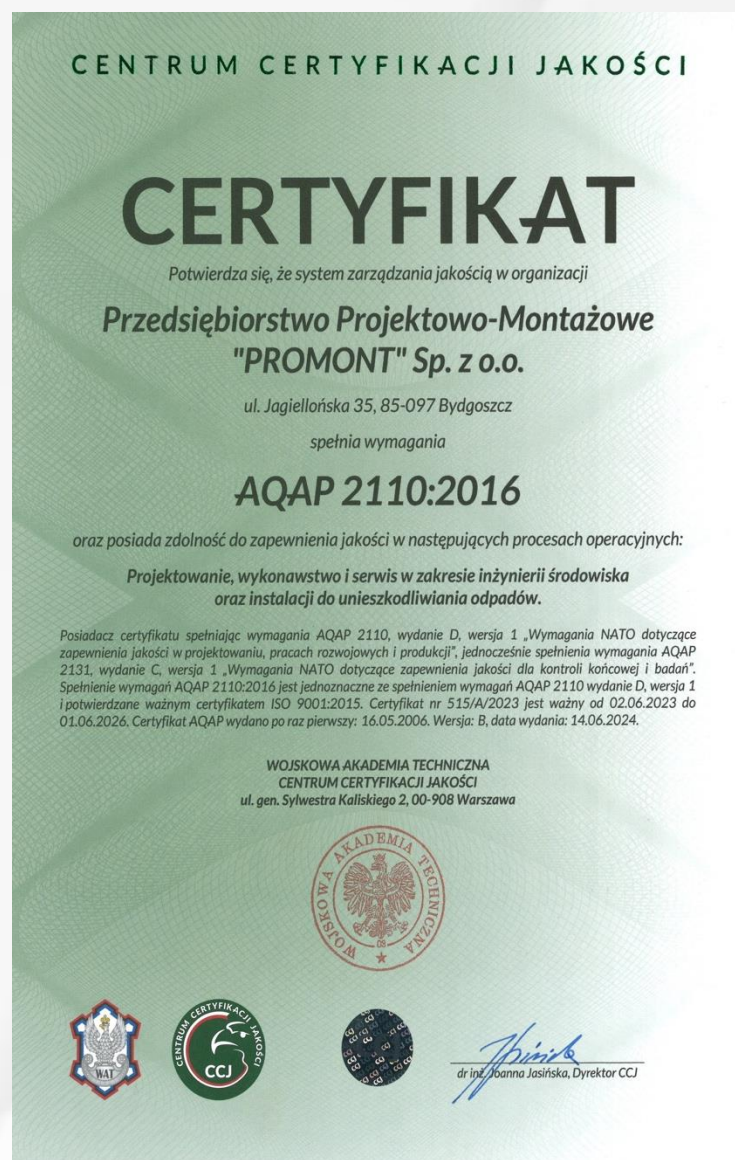 CENTRUM CERTYFIKACJI JAKOŚCI
CERTYFIKAT
Potwierdza się, że system zarządzania jakością w organizacji
Przedsiębiorstwo Projektowo-Montażowe
"PROMONT" Sp. z o.o.
ul. Jagiellońska 35, 85-097 Bydgoszcz
spełnia wymagania
AQAP 2110:2016
oraz posiada zdolność do zapewnienia jakości w następujących procesach operacyjnych:
Projektowanie, wykonawstwo i serwis w zakresie inżynierii środowiska
oraz instalacji do unieszkodliwiania odpadów.
Posiadacz certyfikatu spełniając wymagania AQAP 2110, wydanie D, wersja 1 „Wymagania NATO dotyczące
zapewnienia jakości w projektowaniu, pracach rozwojowych i produkcji”, jednocześnie spełnienia wymagania AQAP
2131, wydanie C, wersja 1 „Wymagania NATO dotyczące zapewnienia jakości dla kontroli końcowej i badań”.
Spełnienie wymagań AQAP 2110:2016 jest jednoznaczne ze spełnieniem wymagań AQAP 2110 wydanie D, wersja 1
i potwierdzane ważnym certyfikatem ISO 9001:2015. Certyfikat nr 515/A/2023 jest ważny od 02.06.2023 do
01.06.2026. Certyfikat AQAP wydano po raz pierwszy: 16.05.2006. Wersja: B, data wydania: 14.06.2024.
WOJSKOWA AKADEMIA TECHNICZNA
CENTRUM CERTYFIKACJI JAKOŚCI
ul. gen. Sylwestra Kaliskiego 2, 00-908 Warszawa
WOJSKOWA AKADEMIA TECHNICZNA
08
WAT
CENTRUM CERTYFIKACJI JAKOŚCI
CCJ
dr inż. Joanna Jasińska, Dyrektor CCJ